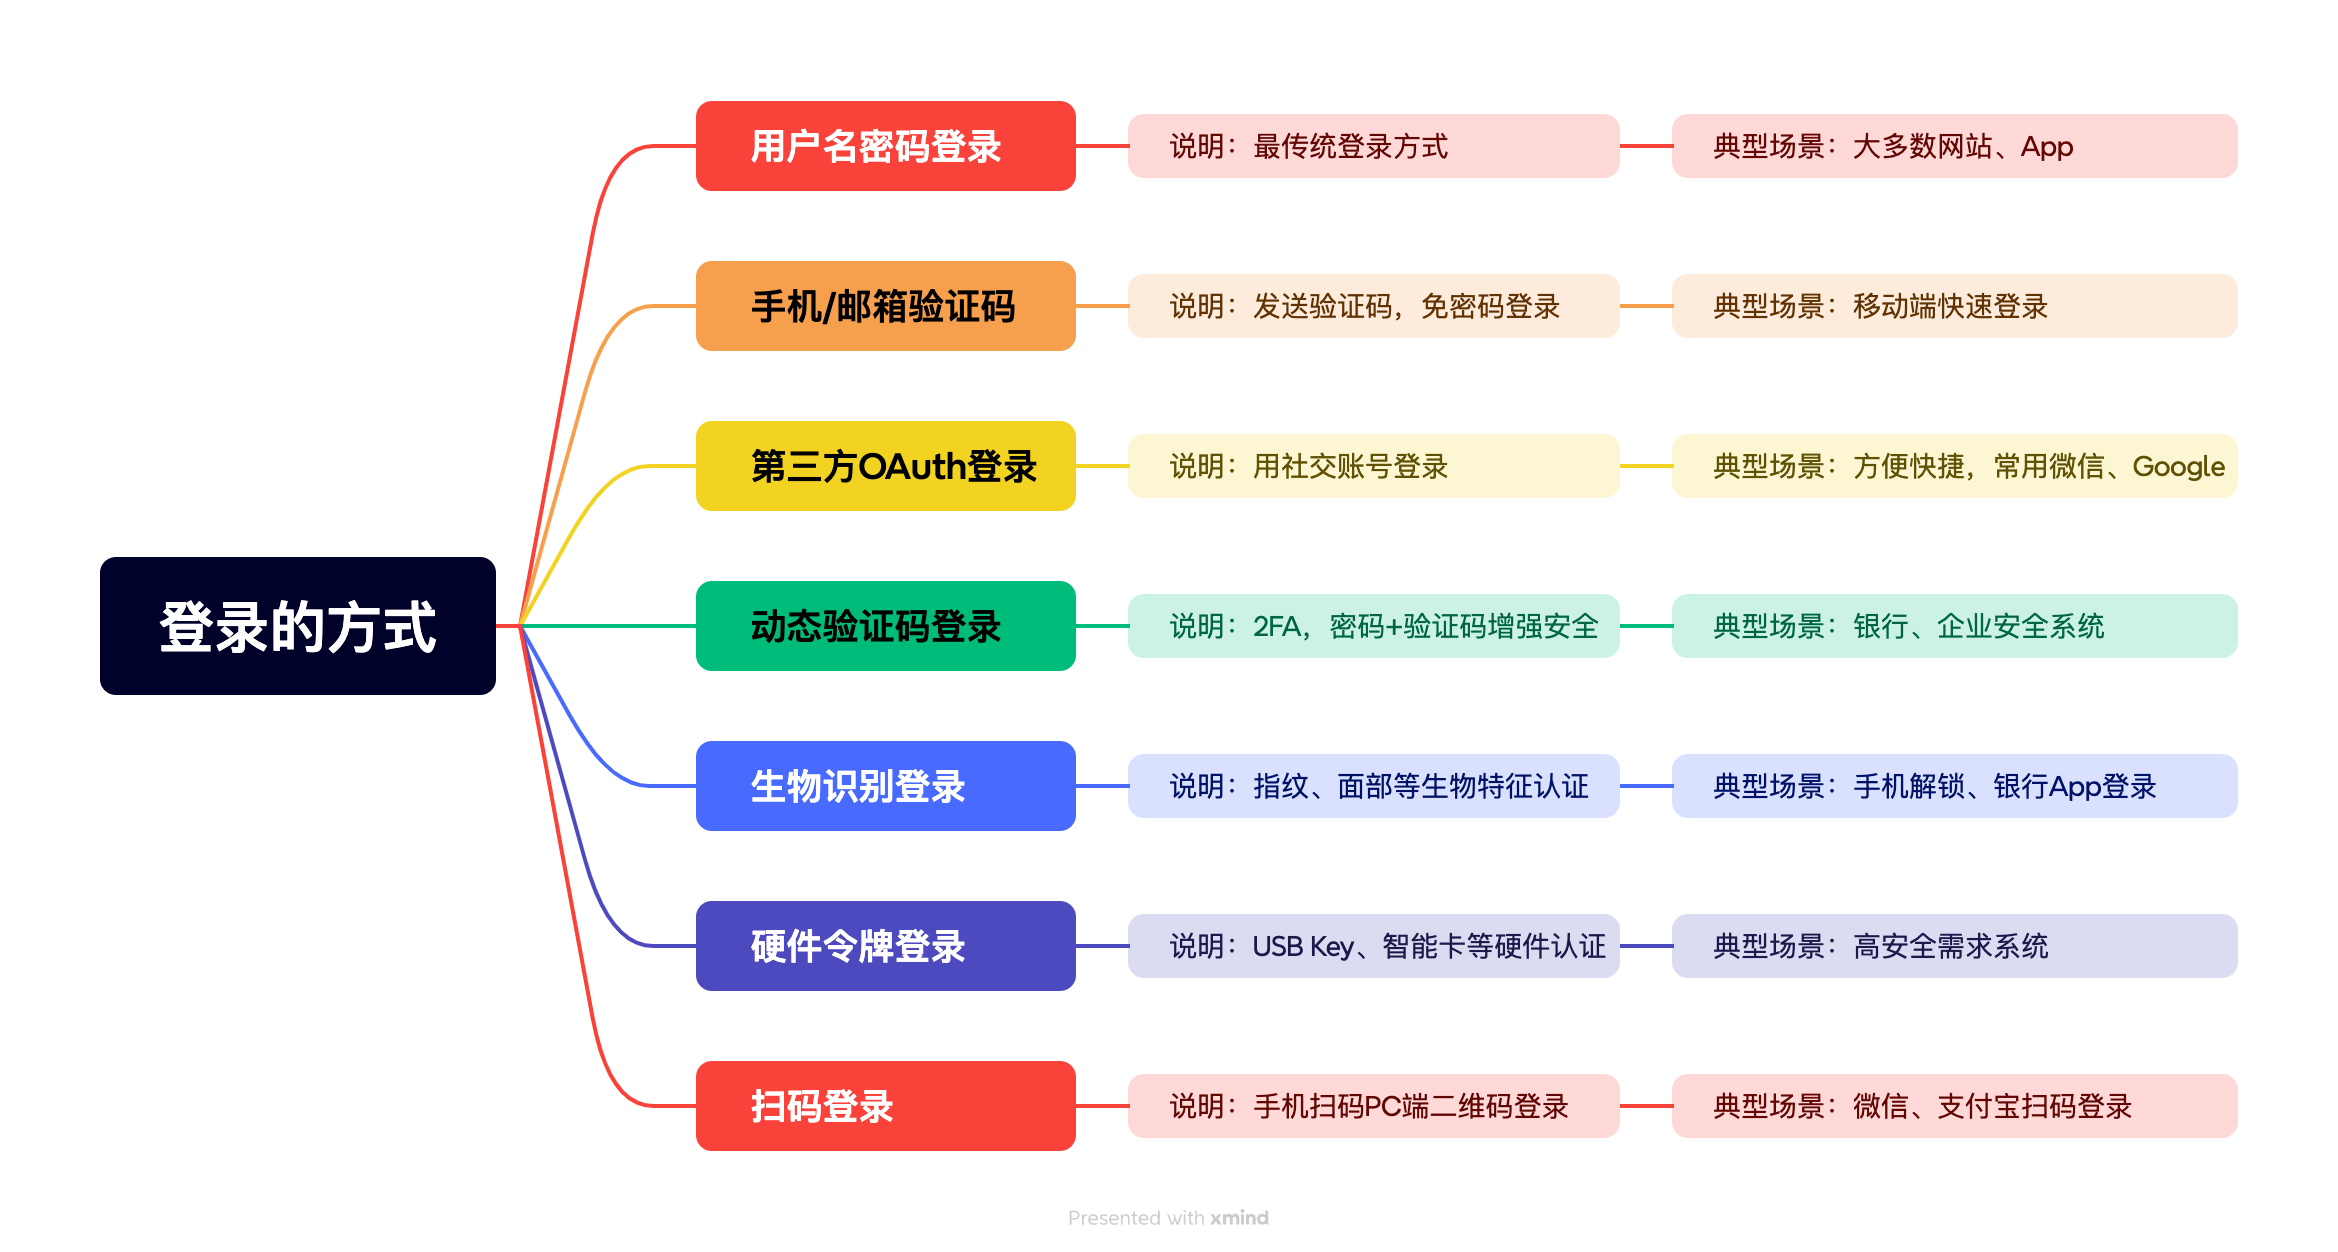 用户名密码登录
说明：最传统登录方式
典型场景：大多数网站、App
手机/邮箱验证码
说明：发送验证码，免密码登录
典型场景：移动端快速登录
第三方OAuth登录
说明：用社交账号登录
典型场景：方便快捷，常用微信、Google
登录的方式
动态验证码登录
说明：2FA，密码+验证码增强安全
典型场景：银行、企业安全系统
生物识别登录
说明：指纹、面部等生物特征认证
典型场景：手机解锁、银行App登录
硬件令牌登录
说明：USB Key、智能卡等硬件认证
典型场景：高安全需求系统
扫码登录
说明：手机扫码PC端二维码登录
典型场景：微信、支付宝扫码登录
Presented with xmind